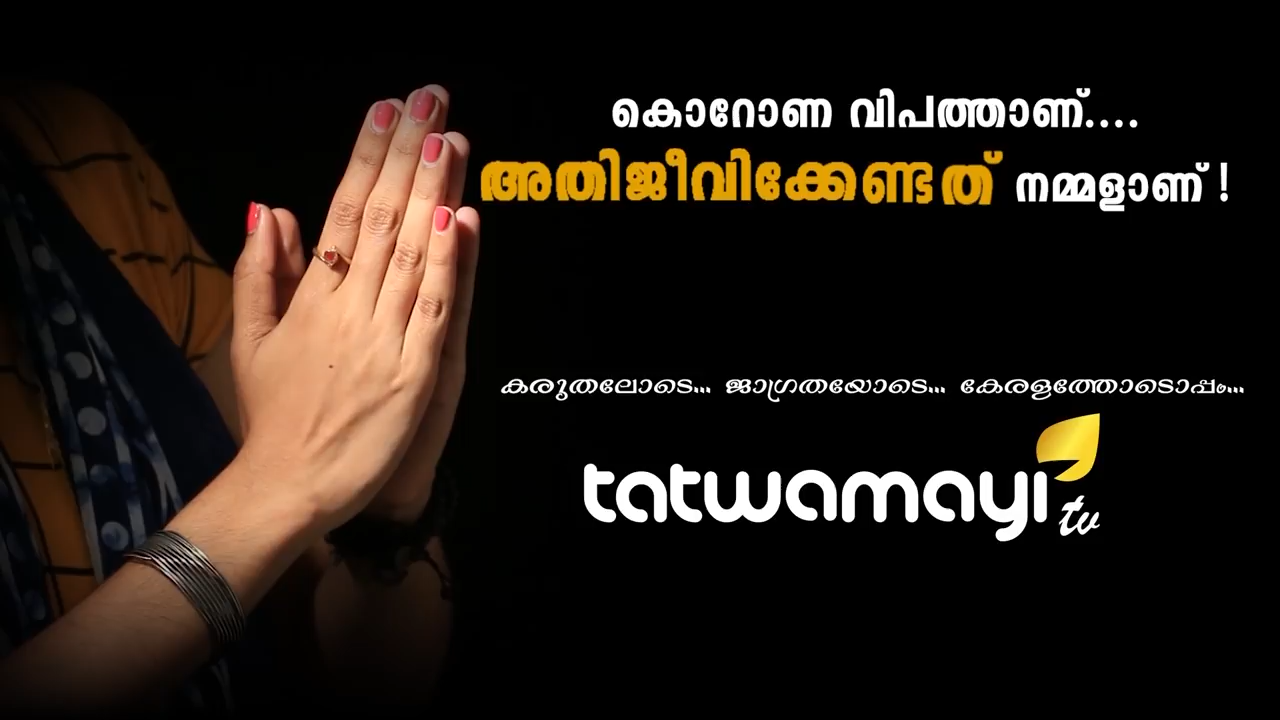 കൊറോണ വിപത്താണ്....
അതിജീവിക്കേണ്ടത് നമ്മളാണ് !
കരുതലോടെ... ജാഗ്രതയോടെ... കേരളത്തോടൊപ്പം...
tatwamayi
tv